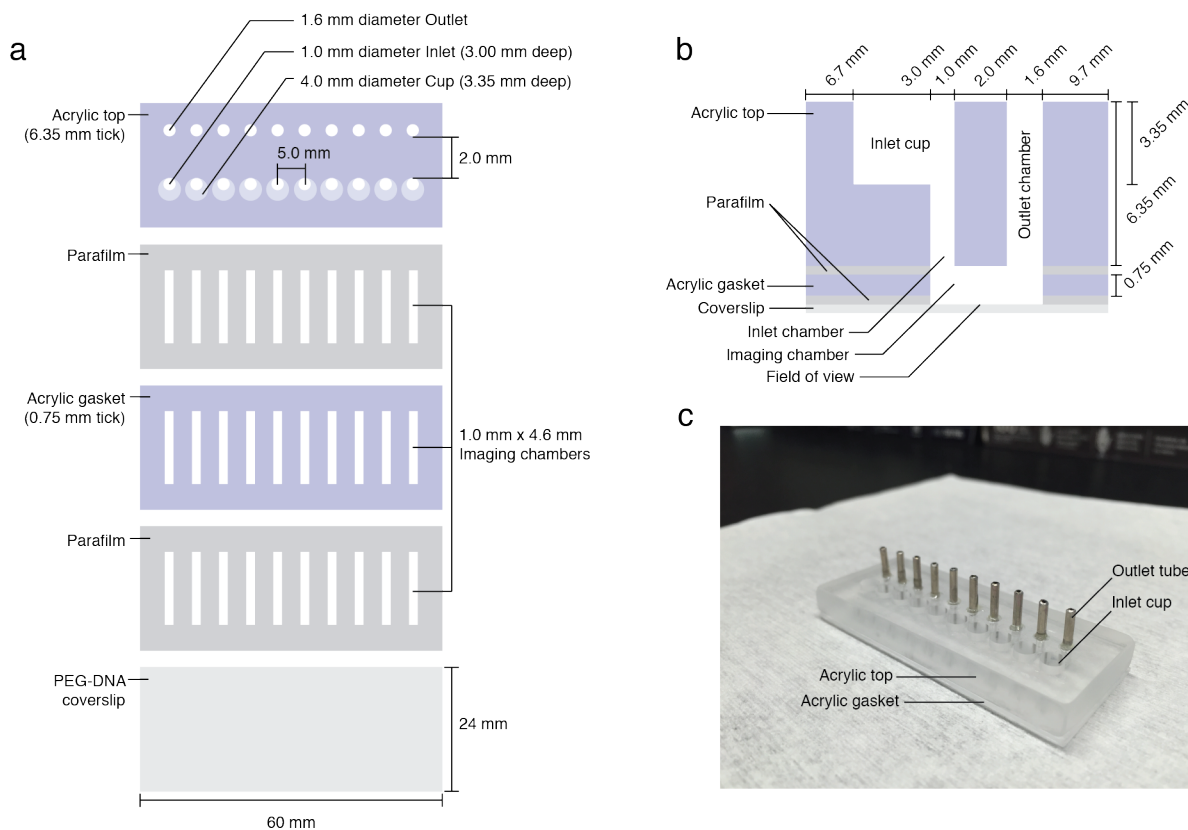 a
1.6 mm diameter Outlet
1.0 mm diameter Inlet (3.00 mm deep)
4.0 mm diameter Cup (3.35 mm deep)
Acrylic top
(6.35 mm tick)
5.0 mm
2.0 mm
Parafilm
Acrylic gasket
(0.75 mm tick)
1.0 mm x 4.6 mm
Imaging chambers
Parafilm
PEG-DNA
coverslip
24 mm
60 mm
b
6.7 mm
3.0 mm
1.0 mm
2.0 mm
1.6 mm
9.7 mm
Acrylic top
Inlet cup
Outlet chamber
3.35 mm
6.35 mm
0.75 mm
Parafilm
Acrylic gasket
Coverslip
Inlet chamber
Imaging chamber
Field of view
c
Outlet tube
Inlet cup
Acrylic top
Acrylic gasket